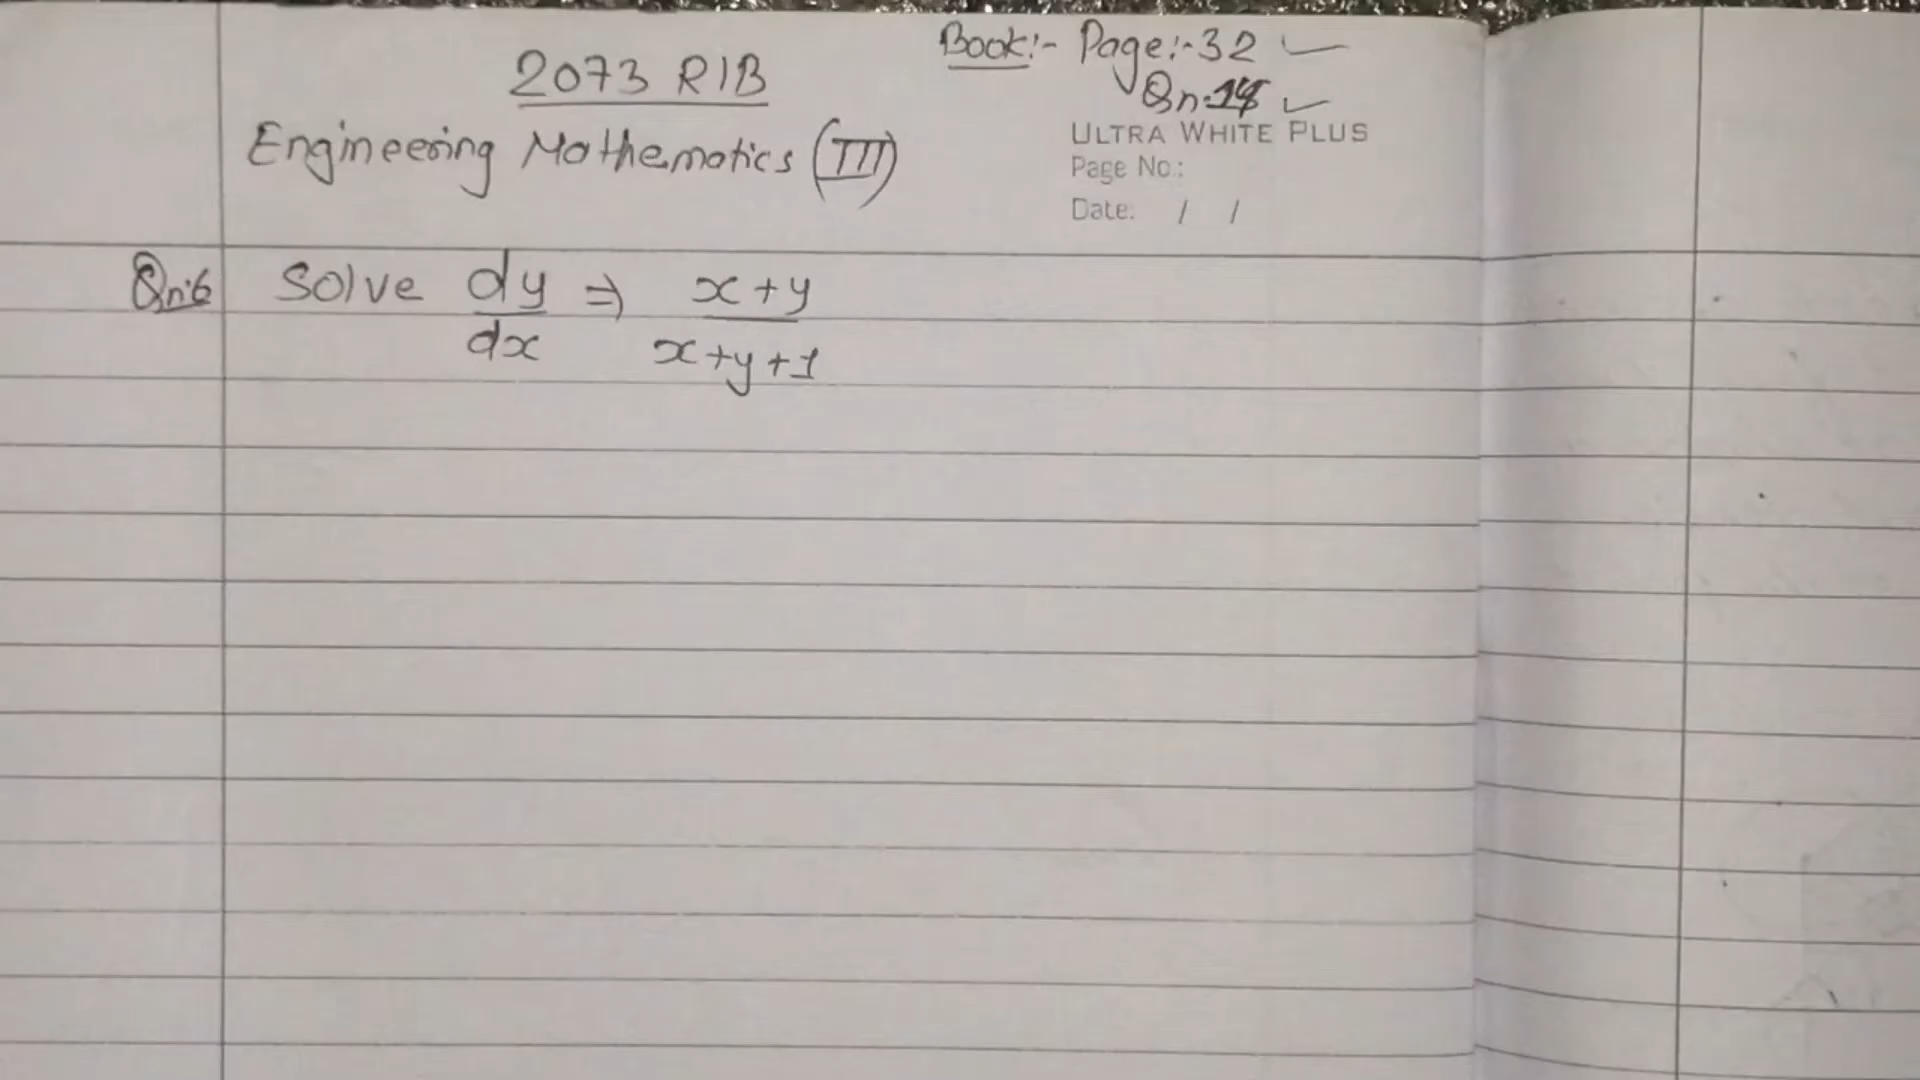 Book:- Page:-32
2073 R/B
Qn.
Engineering Mathematics (III)
ULTRA WHITE PLUS
Page No.:
Date: / /
Qn:6 Solve dy/dx ⇒ x+y/x+y+1